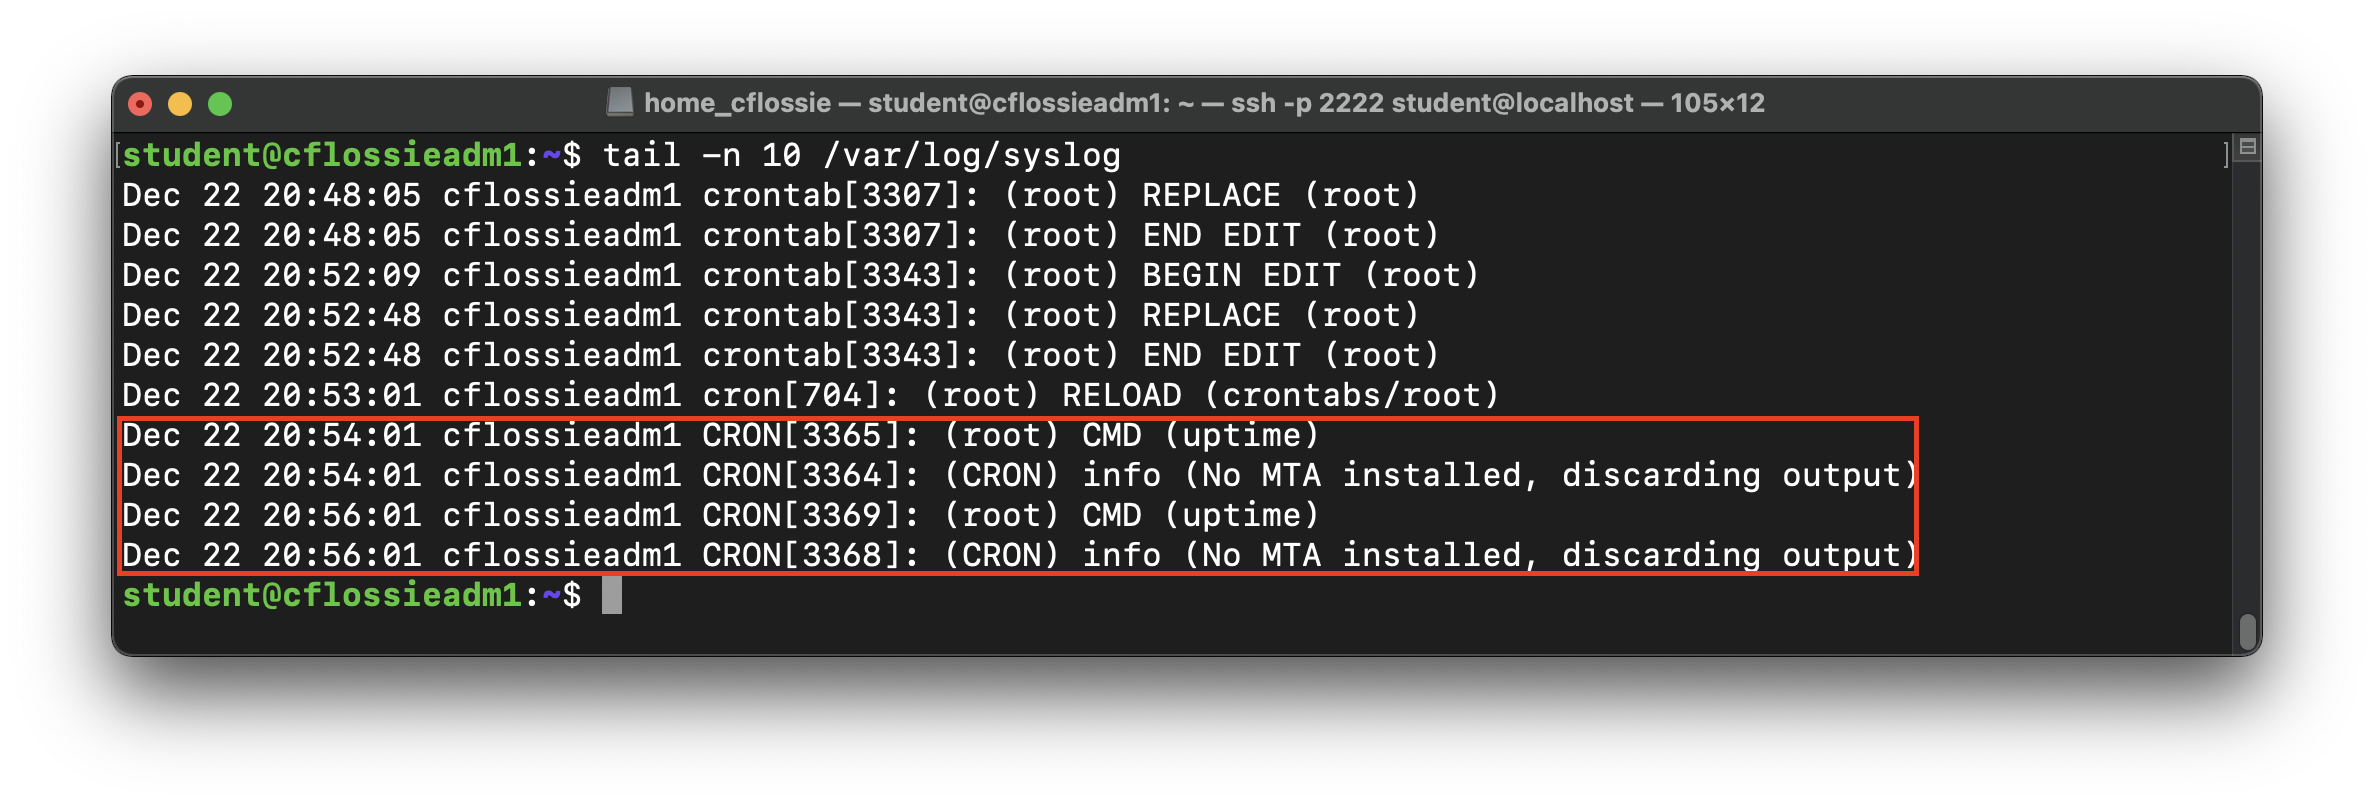 home_cflossie — student@cflossieadm1: ~ — ssh -p 2222 student@localhost — 105×12
[student@cflossieadm1:~$ tail -n 10 /var/log/syslog ]
Dec 22 20:48:05 cflossieadm1 crontab[3307]: (root) REPLACE (root)
Dec 22 20:48:05 cflossieadm1 crontab[3307]: (root) END EDIT (root)
Dec 22 20:52:09 cflossieadm1 crontab[3343]: (root) BEGIN EDIT (root)
Dec 22 20:52:48 cflossieadm1 crontab[3343]: (root) REPLACE (root)
Dec 22 20:52:48 cflossieadm1 crontab[3343]: (root) END EDIT (root)
Dec 22 20:53:01 cflossieadm1 cron[704]: (root) RELOAD (crontabs/root)
Dec 22 20:54:01 cflossieadm1 CRON[3365]: (root) CMD (uptime)
Dec 22 20:54:01 cflossieadm1 CRON[3364]: (CRON) info (No MTA installed, discarding output)
Dec 22 20:56:01 cflossieadm1 CRON[3369]: (root) CMD (uptime)
Dec 22 20:56:01 cflossieadm1 CRON[3368]: (CRON) info (No MTA installed, discarding output)
student@cflossieadm1:~$